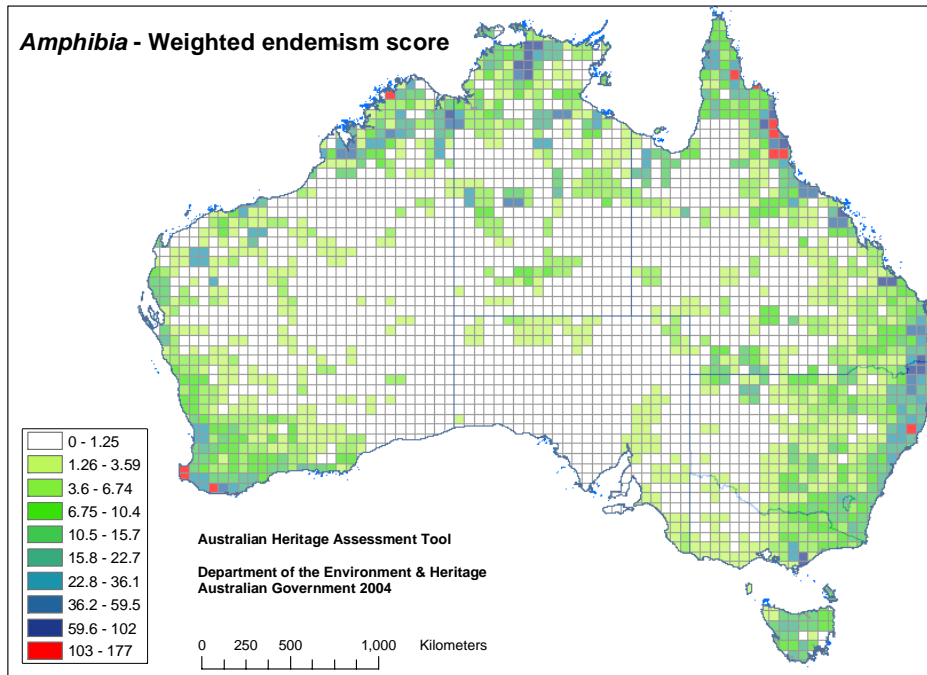 Amphibia - Weighted endemism score
0 - 1.25
1.26 - 3.59
3.6 - 6.74
6.75 - 10.4
10.5 - 15.7
15.8 - 22.7
22.8 - 36.1
36.2 - 59.5
59.6 - 102
103 - 177
Australian Heritage Assessment Tool
Department of the Environment & Heritage
Australian Government 2004
0 250 500 1,000 Kilometers